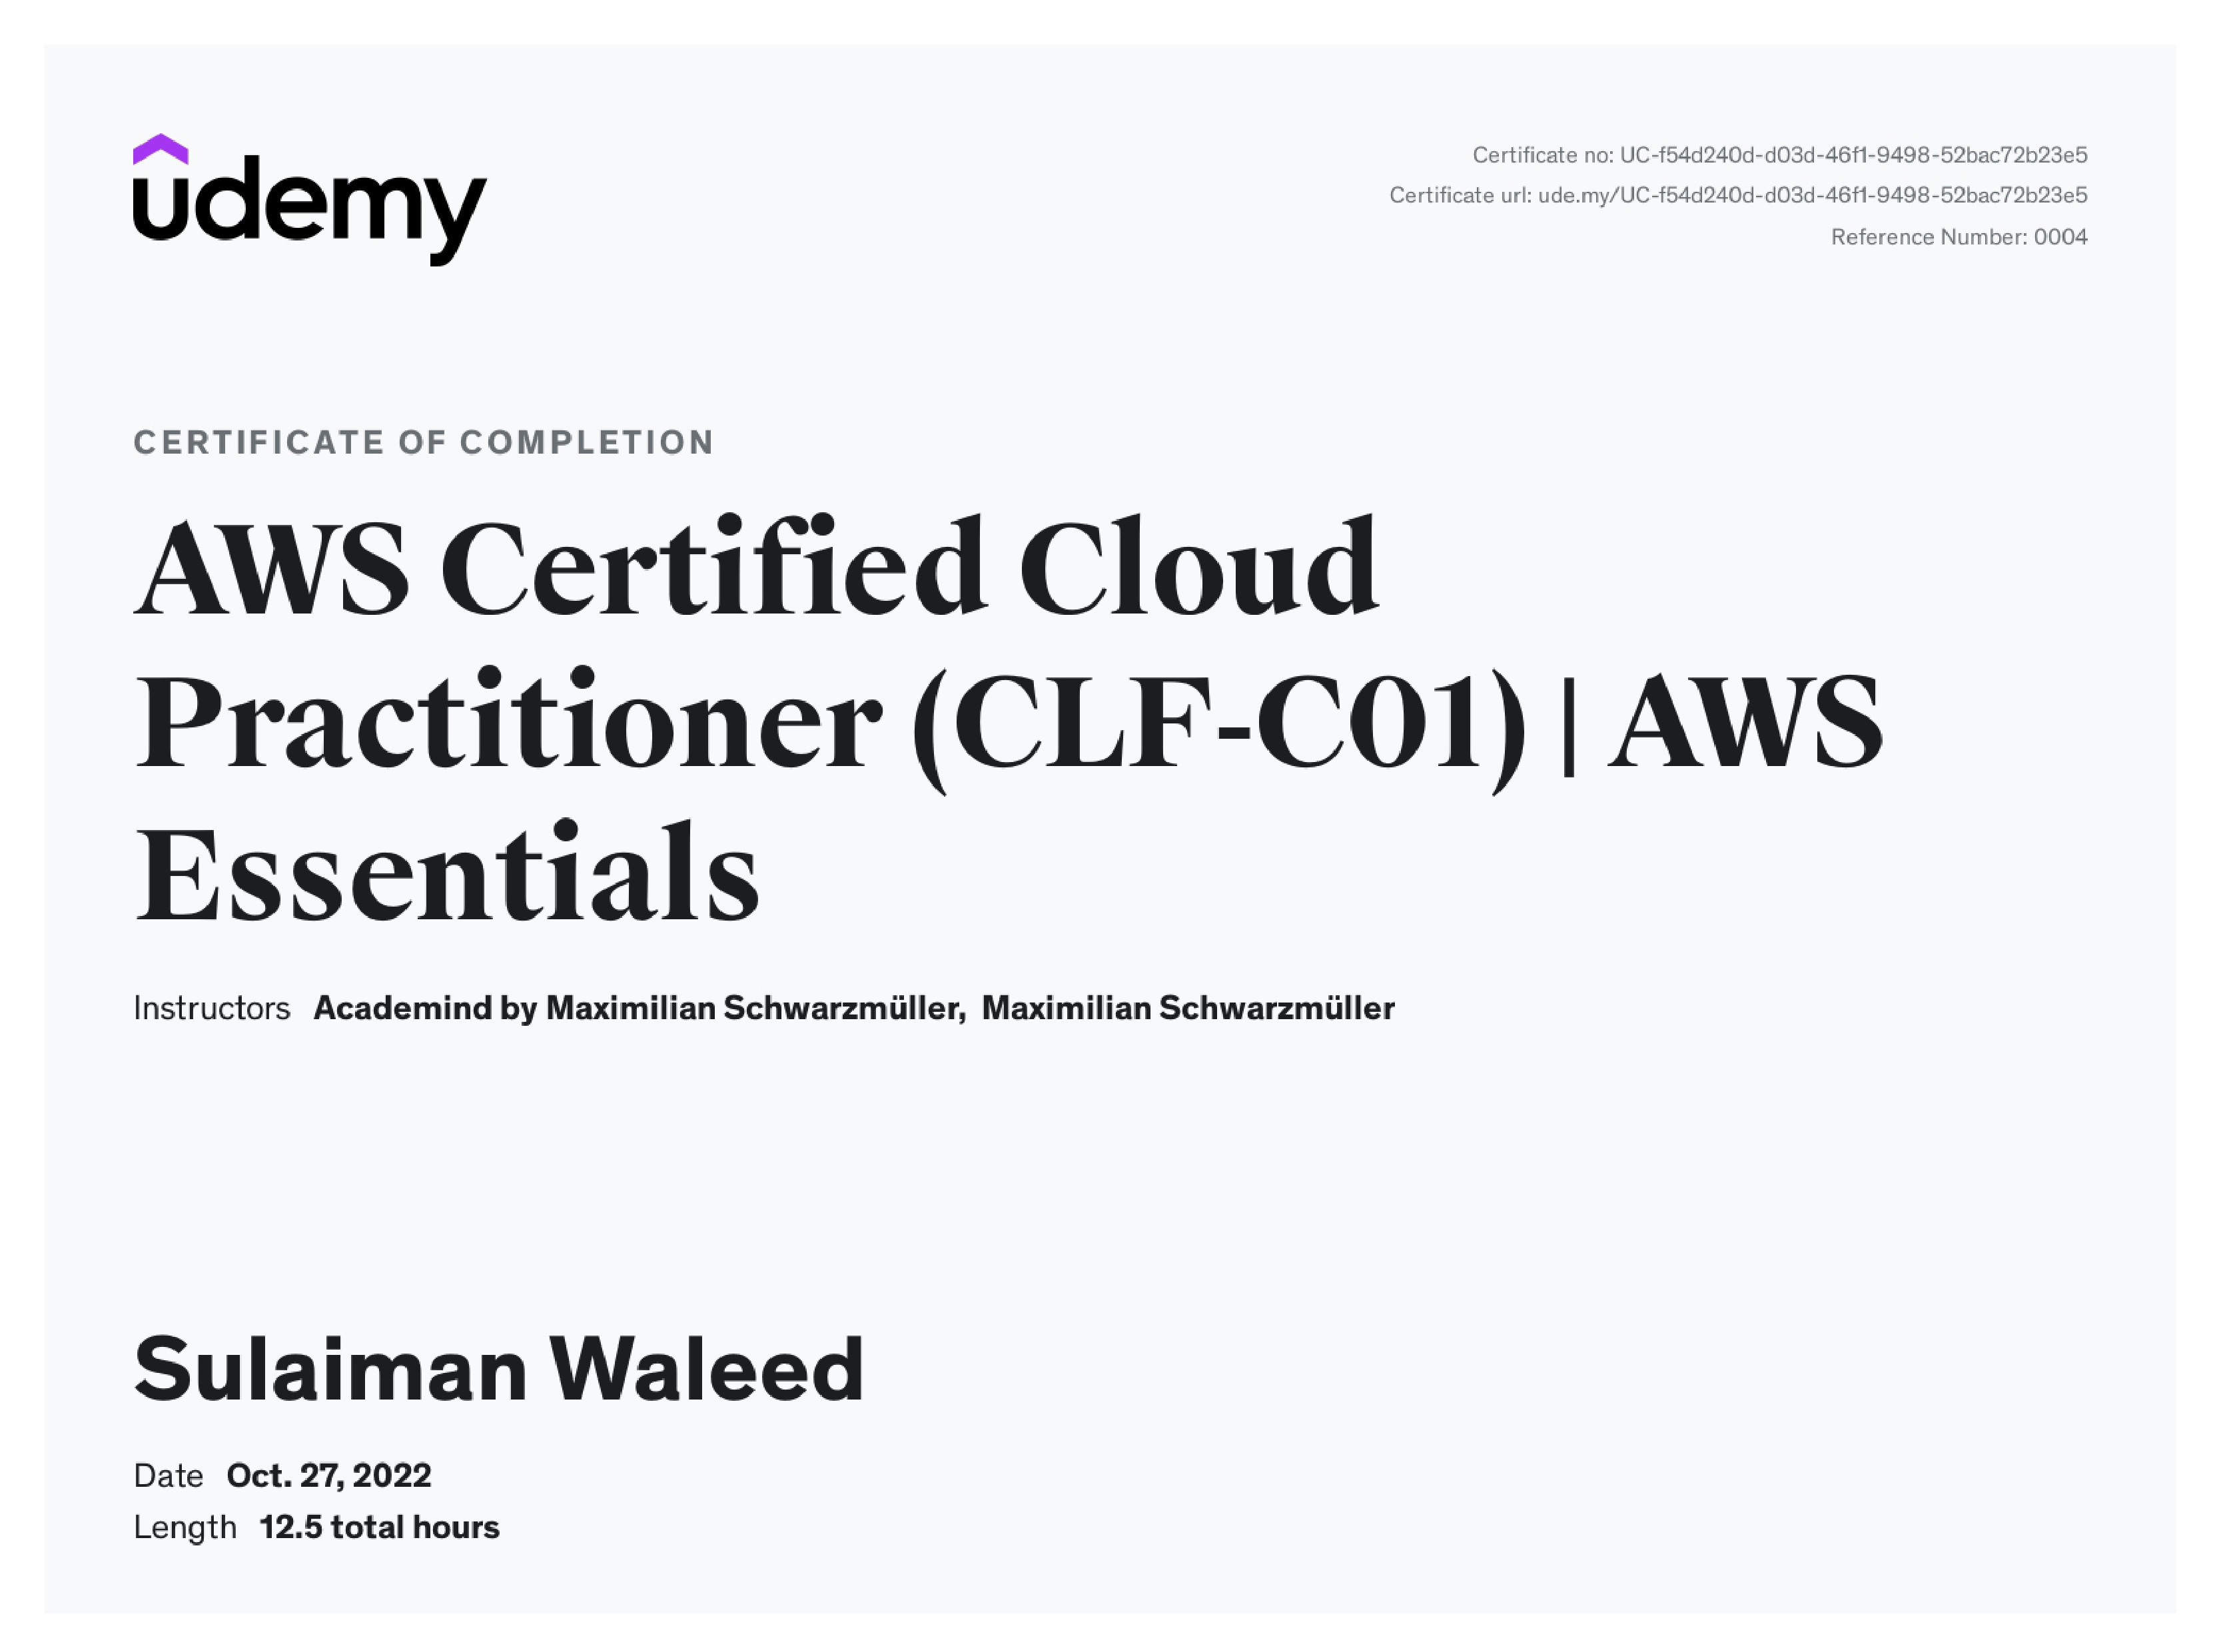 udemy
Certificate no: UC-f54d240d-d03d-46f1-9498-52bac72b23e5
Certificate url: ude.my/UC-f54d240d-d03d-46f1-9498-52bac72b23e5
Reference Number: 0004
CERTIFICATE OF COMPLETION
AWS Certified Cloud
Practitioner (CLF-C01) | AWS
Essentials
Instructors Academind by Maximilian Schwarzmüller, Maximilian Schwarzmüller
Sulaiman Waleed
Date Oct. 27, 2022
Length 12.5 total hours